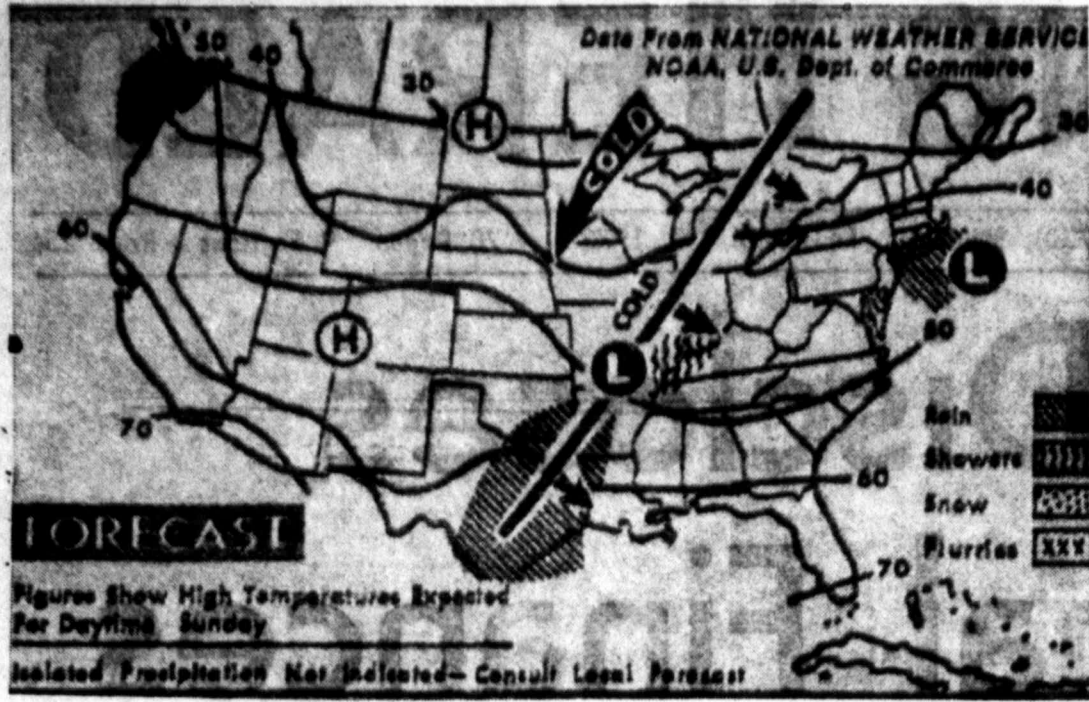 Data From NATIONAL WEATHER SERVICE
NOAA, U.S. Dept. of Commerce
50
40
30
H
COLD
30
40
60
L
COLD
H
L
50
70
Rain
Showers
60
Snow
FORECAST
Flurries
70
Figures Show High Temperatures Expected
For Daytime Sunday
Isolated Precipitation Not Indicated— Consult Local Forecast